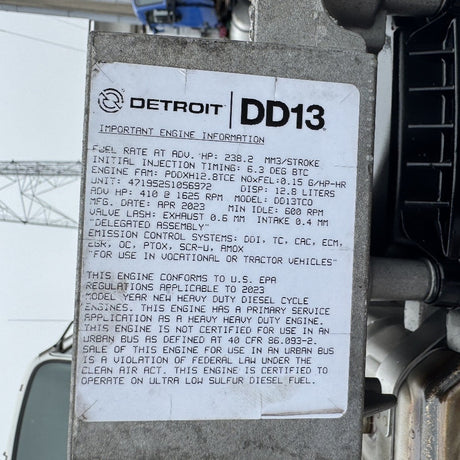 DETROIT DD13
IMPORTANT ENGINE INFORMATION
FUEL RATE AT ADV. HP: 238.2 MM3/STROKE
INITIAL INJECTION TIMING: 6.3 DEG BTC
ENGINE FAM: PDDXH12.8TCE NOXFEL:0.15 G/HP-HR
UNIT: 471952S1056972 DISP: 12.8 LITERS
ADV HP: 410 @ 1625 RPM MODEL: DD13TCO
MFG. DATE: APR 2023 MIN IDLE: 600 RPM
VALVE LASH: EXHAUST 0.6 MM INTAKE 0.4 MM
"DELEGATED ASSEMBLY"
EMISSION CONTROL SYSTEMS: DDI, TC, CAC, ECM,
EGR, OC, PTOX, SCR-U, AMOX
"FOR USE IN VOCATIONAL OR TRACTOR VEHICLES"
THIS ENGINE CONFORMS TO U.S. EPA
REGULATIONS APPLICABLE TO 2023
MODEL YEAR NEW HEAVY DUTY DIESEL CYCLE
ENGINES. THIS ENGINE HAS A PRIMARY SERVICE
APPLICATION AS A HEAVY HEAVY DUTY ENGINE.
THIS ENGINE IS NOT CERTIFIED FOR USE IN AN
URBAN BUS AS DEFINED AT 40 CFR 86.093-2.
SALE OF THIS ENGINE FOR USE IN AN URBAN BUS
IS A VIOLATION OF FEDERAL LAW UNDER THE
CLEAN AIR ACT. THIS ENGINE IS CERTIFIED TO
OPERATE ON ULTRA LOW SULFUR DIESEL FUEL.